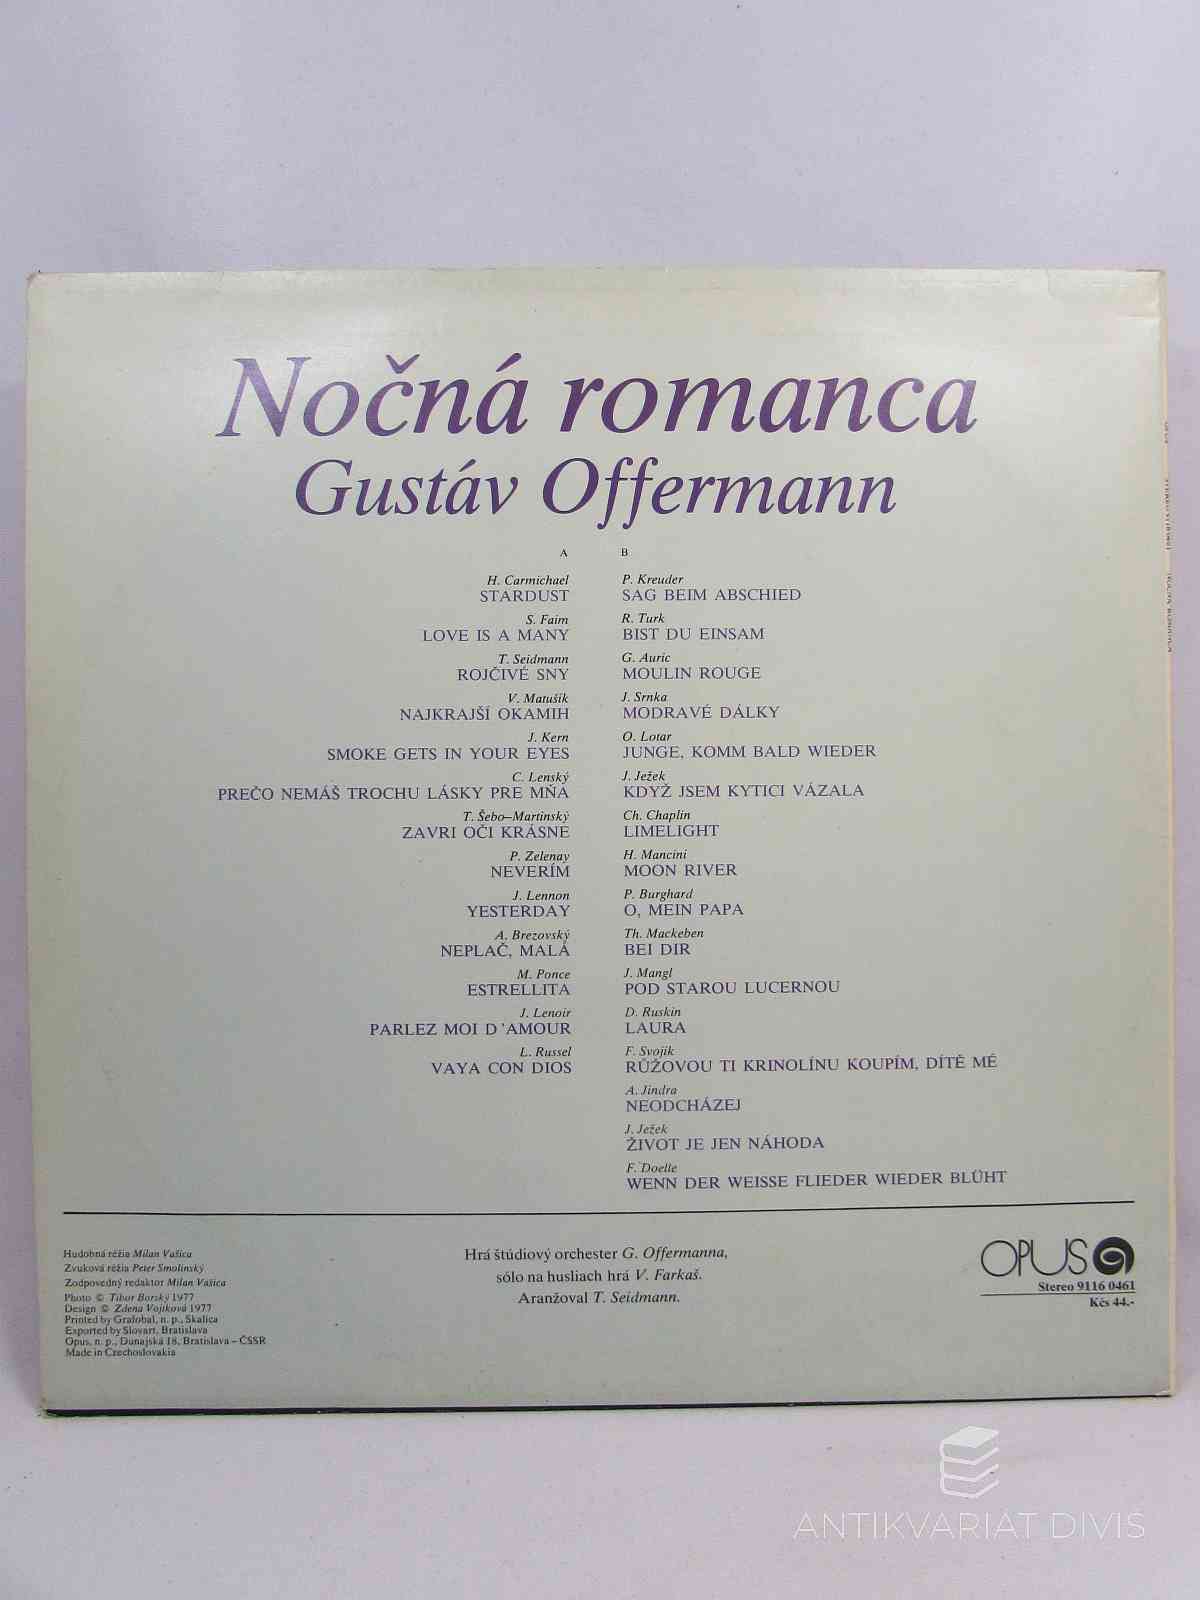 Nočná romanca
Gustáv Offermann
A
H. Carmichael
STARDUST
S. Faim
LOVE IS A MANY
T. Seidmann
ROJČIVÉ SNY
V. Matušík
NAJKRAJŠÍ OKAMIH
J. Kern
SMOKE GETS IN YOUR EYES
C. Lenský
PREČO NEMÁŠ TROCHU LÁSKY PRE MŇA
T. Šebo–Martinský
ZAVRI OČI KRÁSNE
P. Zelenay
NEVERÍM
J. Lennon
YESTERDAY
A. Brezovský
NEPLAČ, MALÁ
M. Ponce
ESTRELLITA
J. Lenoir
PARLEZ MOI D'AMOUR
L. Russel
VAYA CON DIOS
B
P. Kreuder
SAG BEIM ABSCHIED
R. Turk
BIST DU EINSAM
G. Auric
MOULIN ROUGE
J. Srnka
MODRAVÉ DÁLKY
O. Lotar
JUNGE, KOMM BALD WIEDER
J. Ježek
KDYŽ JSEM KYTICI VÁZALA
Ch. Chaplin
LIMELIGHT
H. Mancini
MOON RIVER
P. Burghard
O, MEIN PAPA
Th. Mackeben
BEI DIR
J. Mangl
POD STAROU LUCERNOU
D. Ruskin
LAURA
F. Svojík
RŮŽOVOU TI KRINOLÍNU KOUPÍM, DÍTĚ MÉ
A. Jindra
NEODCHÁZEJ
J. Ježek
ŽIVOT JE JEN NÁHODA
F. Doelle
WENN DER WEISSE FLIEDER WIEDER BLÜHT
Hudobná réžia Milan Vašica
Zvuková réžia Peter Smolinský
Zodpovedný redaktor Milan Vašica
Photo © Tibor Borský 1977
Design © Zdena Vojíková 1977
Printed by Grafobal, n. p., Skalica
Exported by Slovart, Bratislava
Opus, n. p., Dunajská 18, Bratislava – ČSSR
Made in Czechoslovakia
Hrá štúdiový orchester G. Offermanna,
sólo na husliach hrá V. Farkaš.
Aranžoval T. Seidmann.
OPUS
Stereo 9116 0461
Kčs 44.-
ANTIKVARIÁT DIVIS